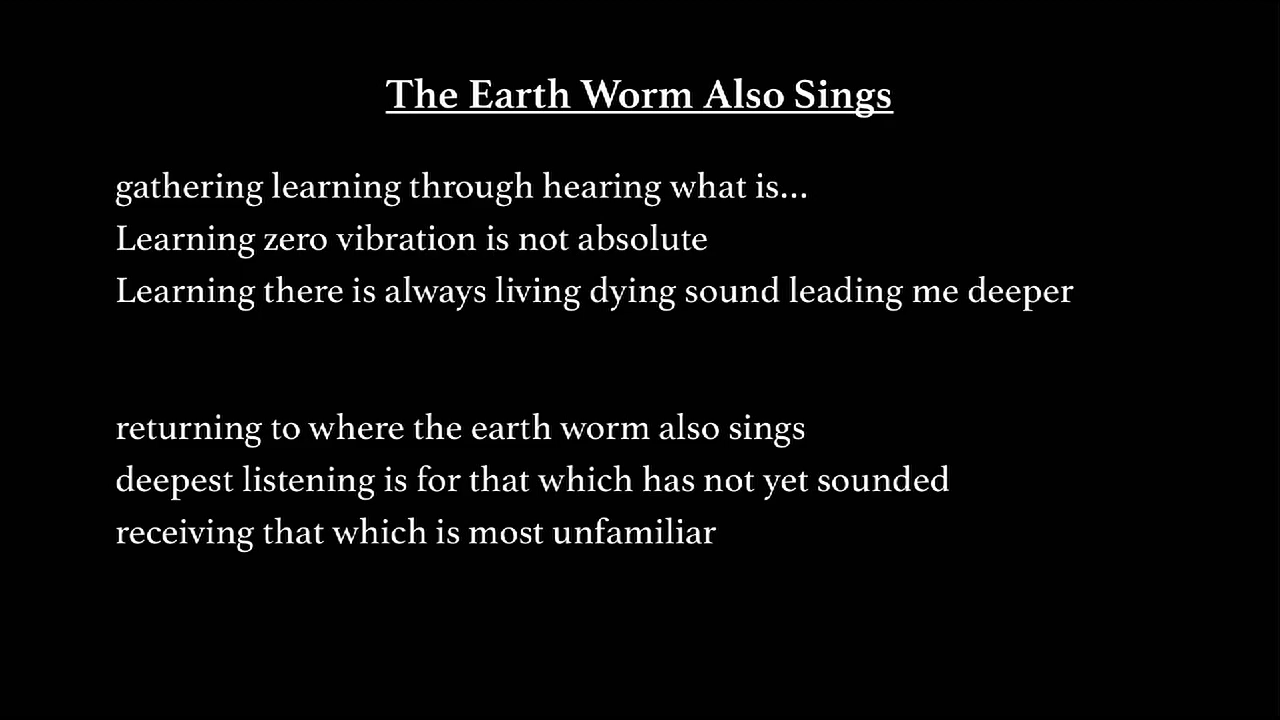 The Earth Worm Also Sings
gathering learning through hearing what is...
Learning zero vibration is not absolute
Learning there is always living dying sound leading me deeper
returning to where the earth worm also sings
deepest listening is for that which has not yet sounded
receiving that which is most unfamiliar